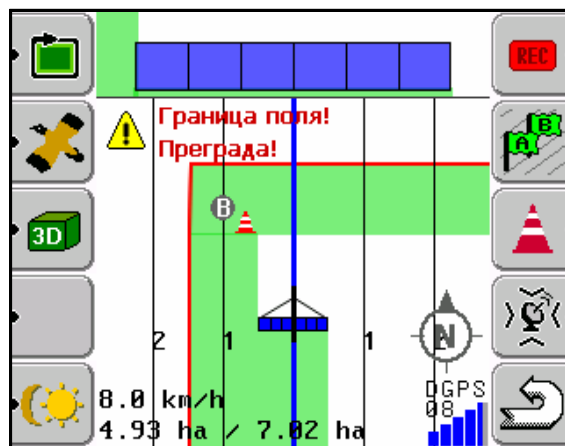 REC
Граница поля!
Преграда!
A B
B
3D
N
2 1 1 2
DGPS
08
8.0 km/h
4.93 ha / 7.02 ha